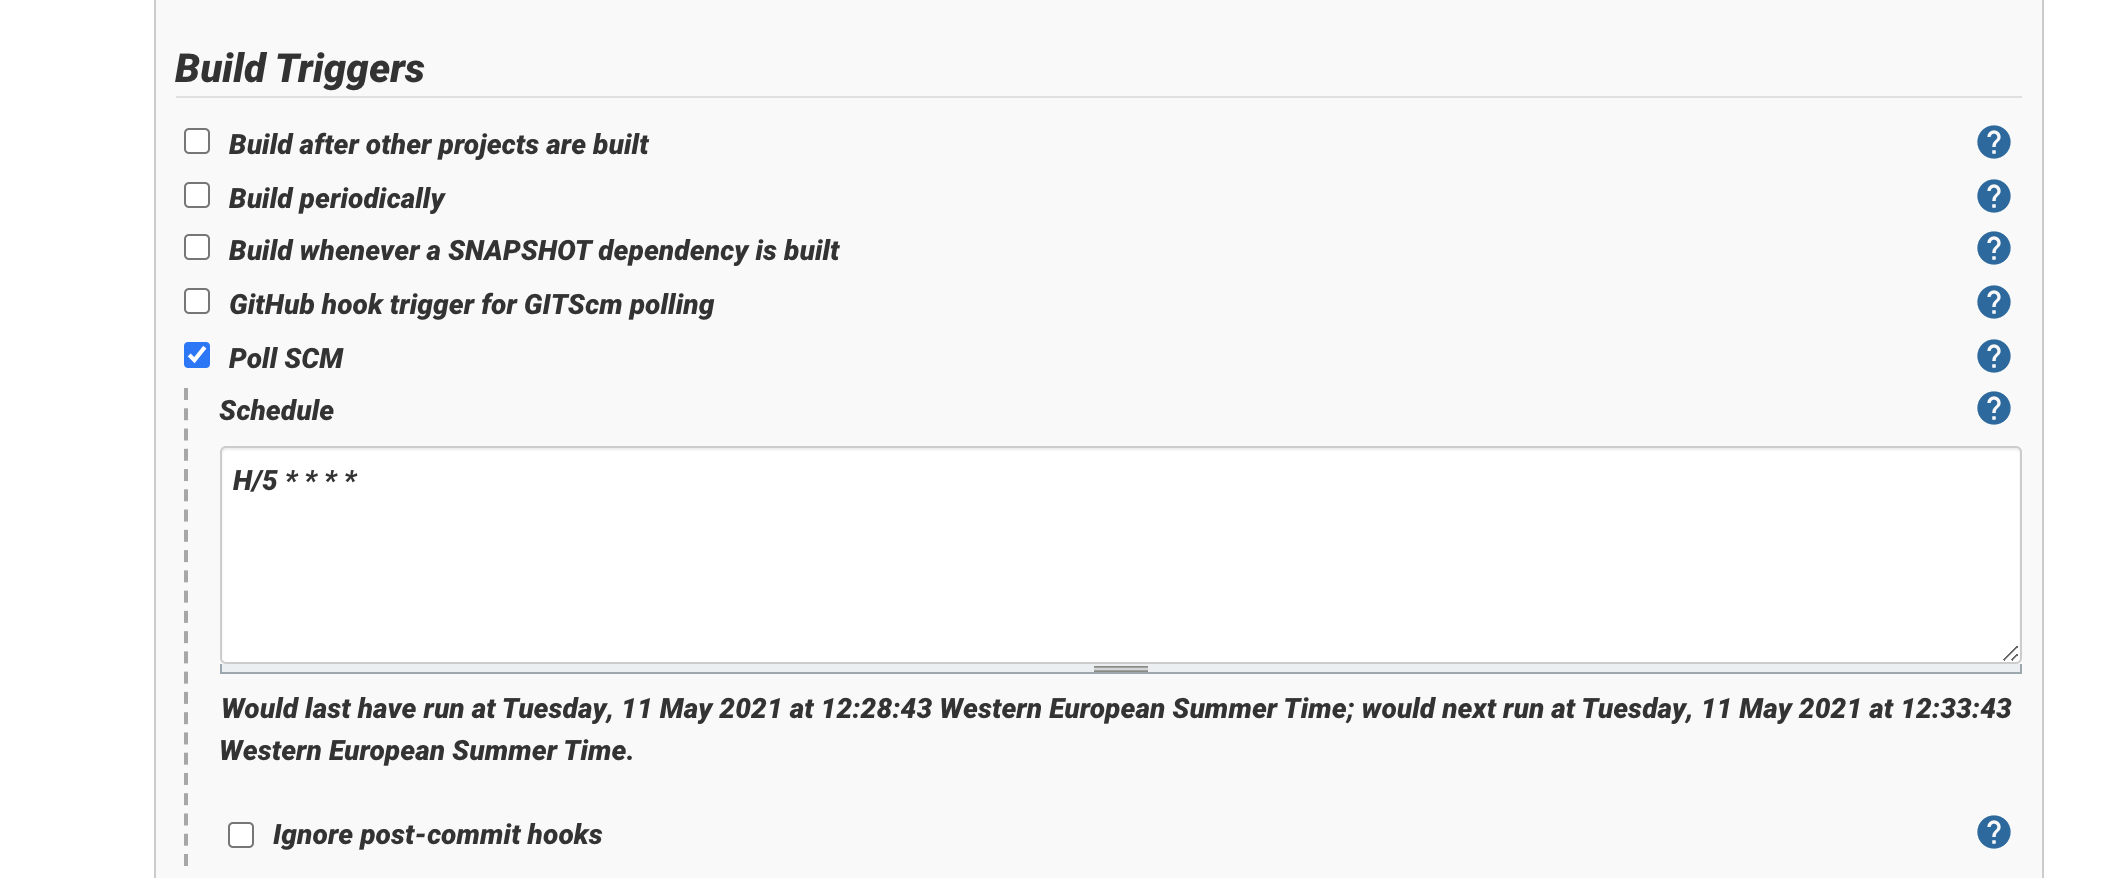 Build Triggers
Build after other projects are built
?
Build periodically
?
Build whenever a SNAPSHOT dependency is built
?
GitHub hook trigger for GITScm polling
?
Poll SCM
?
Schedule
?
H/5 * * * *
Would last have run at Tuesday, 11 May 2021 at 12:28:43 Western European Summer Time; would next run at Tuesday, 11 May 2021 at 12:33:43
Western European Summer Time.
Ignore post-commit hooks
?